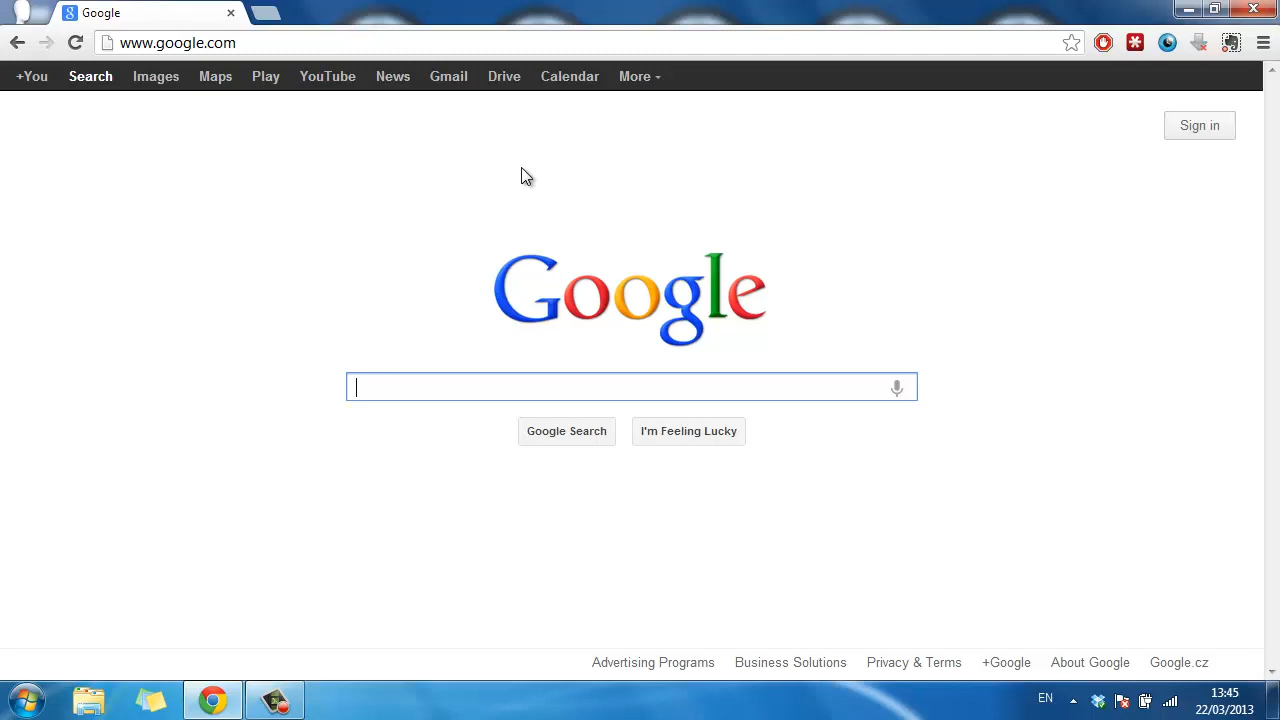 Google
www.google.com
+You Search Images Maps Play YouTube News Gmail Drive Calendar More
Sign in
Google
Google Search I'm Feeling Lucky
Advertising Programs Business Solutions Privacy & Terms +Google About Google Google.cz
EN 13:45
22/03/2013